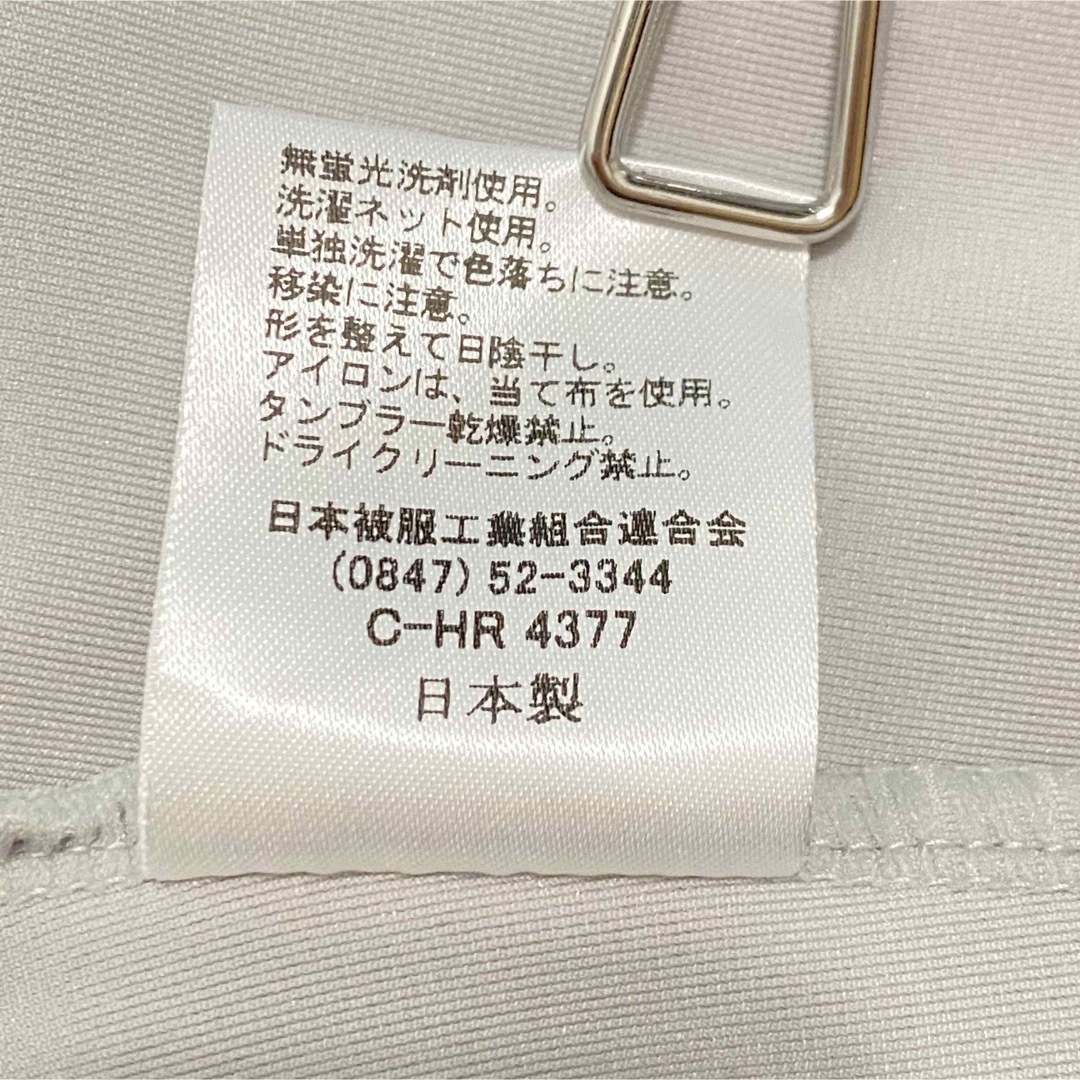 無蛍光洗剤使用。
洗濯ネット使用。
単独洗濯で色落ちに注意。
移染に注意。
形を整えて日陰干し。
アイロンは、当て布を使用。
タンブラー乾燥禁止。
ドライクリーニング禁止。
日本被服工業組合連合会
(0847) 52-3344
C-HR 4377
日本製